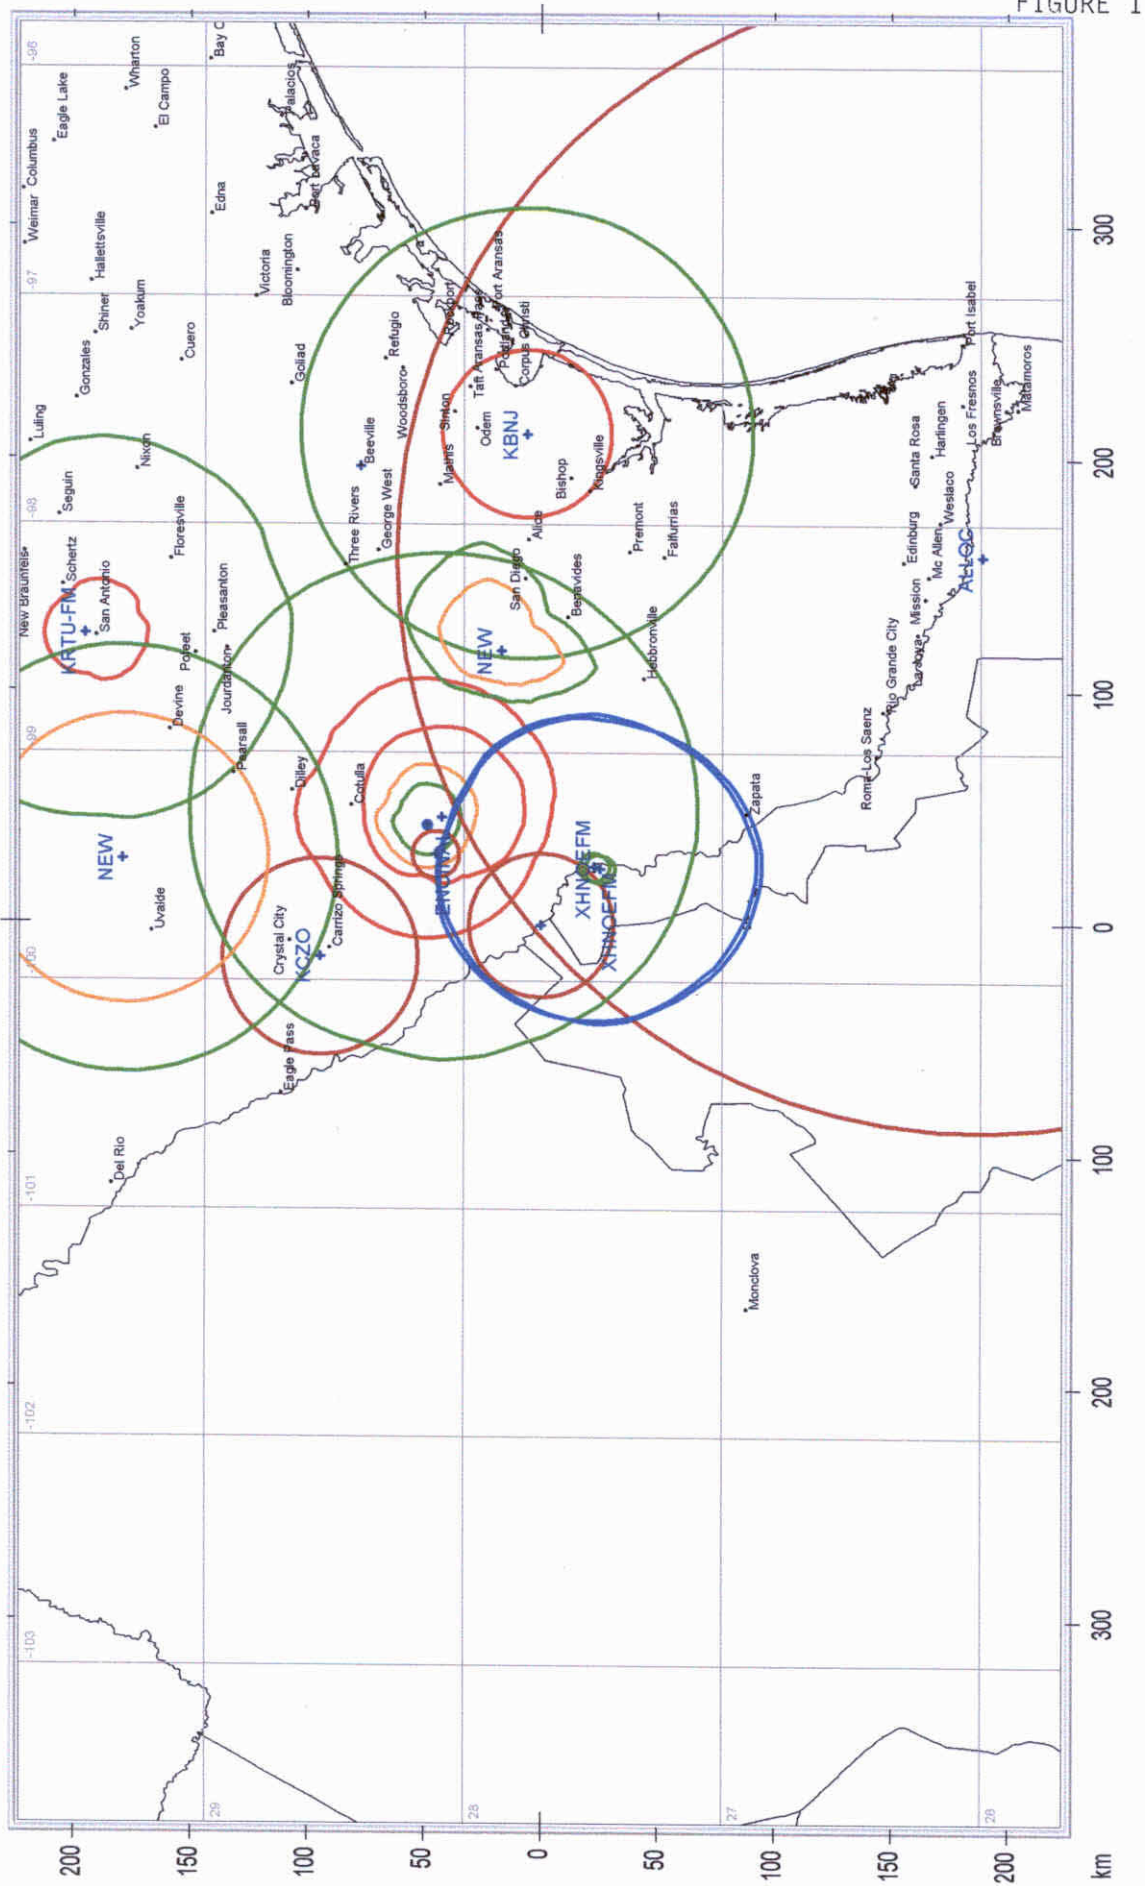 FIGURE 1
-96
-97
-98
-99
-100
-101
-102
-103
29
28
27
26
Weimar
Columbus
Eagle Lake
Wharton
El Campo
Bay C
Palacios
Port Lavaca
Edna
Hallettsville
Shiner
Yoakum
Gonzales
Cuero
Victoria
Bloomington
Goliad
Luling
Nixon
Seguin
New Braunfels
Schertz
KRTU-FM
San Antonio
Floresville
Poteet
Pleasanton
Jourdanton
Devine
Pearsall
NEW
Uvalde
Dilley
Cotulla
Crystal City
KCZO
Carrizo Springs
Eagle Pass
Del Rio
ENCINAL
Three Rivers
George West
Beeville
Woodsboro
Refugio
Rockport
Port Aransas
Taft
Aransas Pass
Portland
Corpus Christi
Sinton
Odem
Mathis
KBNJ
Bishop
Kingsville
Alice
San Diego
NEW
Benavides
Premont
Falfurrias
Hebbronville
XHNOEFM
XHNOEFM
Zapata
Roma-Los Saenz
Rio Grande City
La Joya
Mission
Mc Allen
Edinburg
Weslaco
Santa Rosa
Harlingen
Los Fresnos
Port Isabel
Brownsville
Matamoros
ALLOC
Monclova
200
150
100
50
0
50
100
150
200
km
300
200
100
0
100
200
300